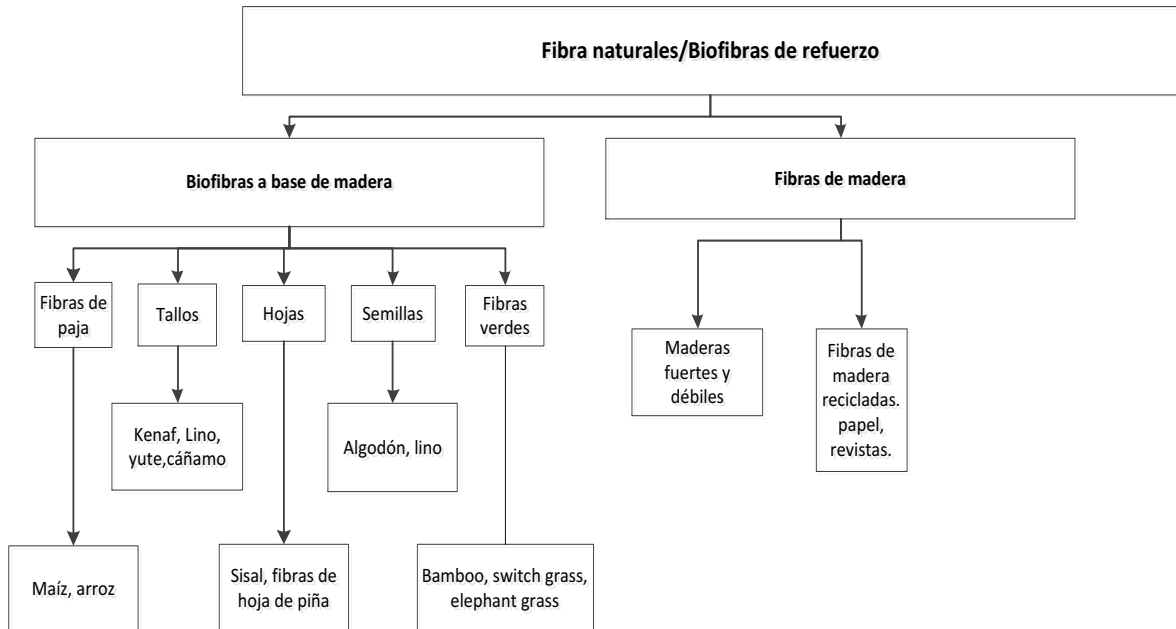 Fibra naturales/Biofibras de refuerzo
Biofibras a base de madera
Fibras de madera
Fibras de
paja
Tallos
Hojas
Semillas
Fibras
verdes
Maderas
fuertes y
débiles
Fibras de
madera
recicladas.
papel,
revistas.
Kenaf, Lino,
yute,cáñamo
Algodón, lino
Maíz, arroz
Sisal, fibras de
hoja de piña
Bamboo, switch grass,
elephant grass